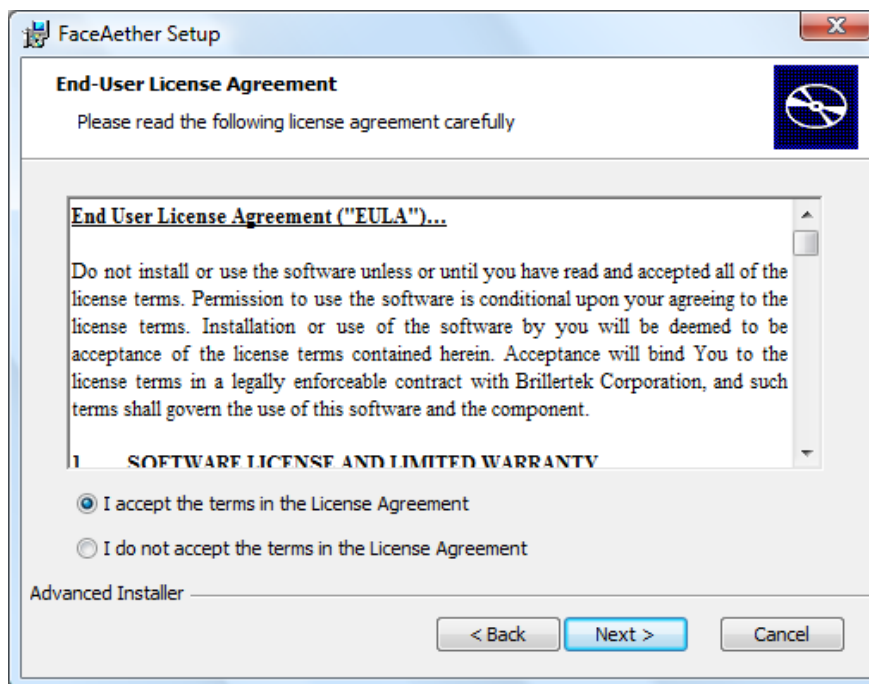 FaceAether Setup
End-User License Agreement
Please read the following license agreement carefully
End User License Agreement ("EULA")...
Do not install or use the software unless or until you have read and accepted all of the
license terms. Permission to use the software is conditional upon your agreeing to the
license terms. Installation or use of the software by you will be deemed to be
acceptance of the license terms contained herein. Acceptance will bind You to the
license terms in a legally enforceable contract with Brillertek Corporation, and such
terms shall govern the use of this software and the component.
1 SOFTWARE LICENSE AND LIMITED WARRANTY
I accept the terms in the License Agreement
I do not accept the terms in the License Agreement
Advanced Installer
< Back Next > Cancel